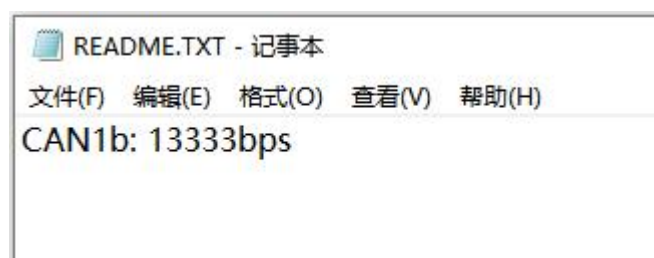 README.TXT - 记事本
文件(F) 编辑(E) 格式(O) 查看(V) 帮助(H)
CAN1b: 13333bps